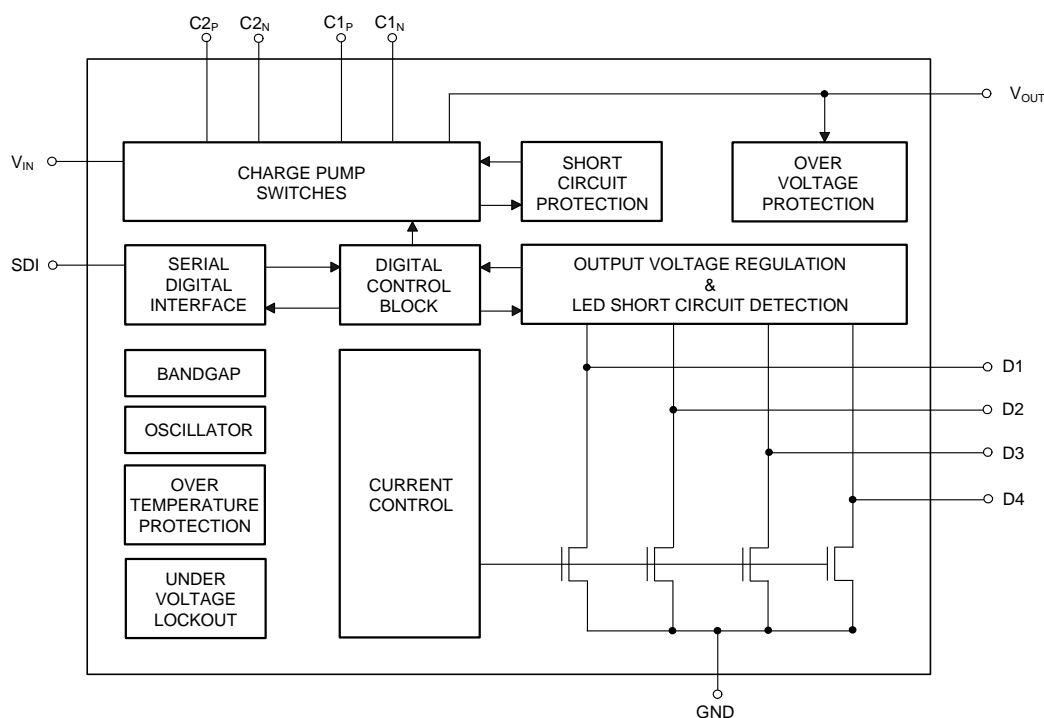 C2P C2N C1P C1N
VOUT
VIN
CHARGE PUMP
SWITCHES
SHORT
CIRCUIT
PROTECTION
OVER
VOLTAGE
PROTECTION
SDI
SERIAL
DIGITAL
INTERFACE
DIGITAL
CONTROL
BLOCK
OUTPUT VOLTAGE REGULATION
&
LED SHORT CIRCUIT DETECTION
BANDGAP
OSCILLATOR
OVER
TEMPERATURE
PROTECTION
UNDER
VOLTAGE
LOCKOUT
CURRENT
CONTROL
D1
D2
D3
D4
GND